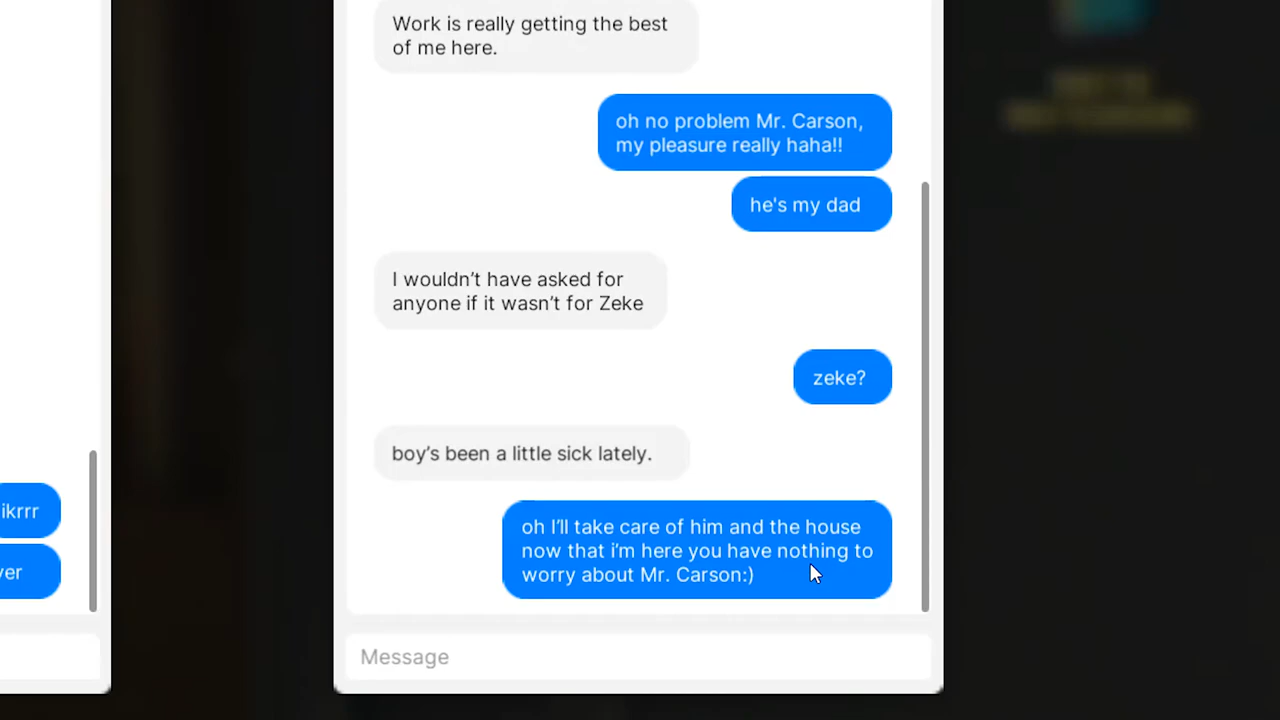 Work is really getting the best
of me here.
oh no problem Mr. Carson,
my pleasure really haha!!
he's my dad
I wouldn’t have asked for
anyone if it wasn’t for Zeke
zeke?
boy’s been a little sick lately.
ikrrr
oh I’ll take care of him and the house
now that i’m here you have nothing to
worry about Mr. Carson:)
Message